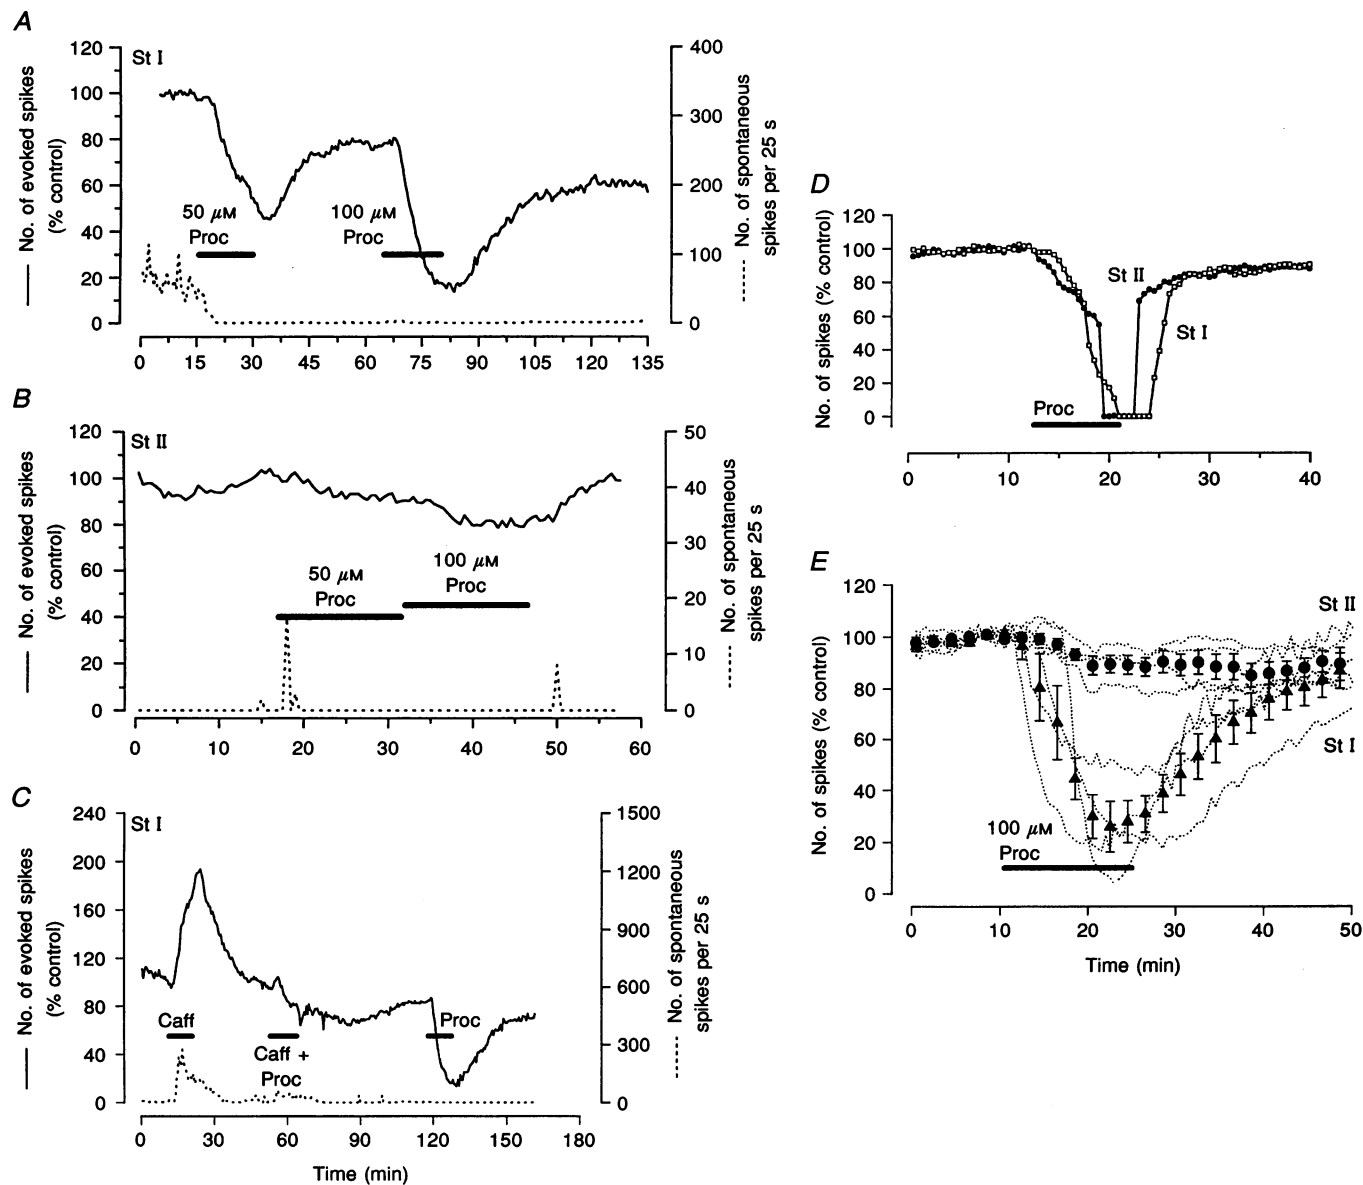 A
St I
120
100
80
60
40
20
0
No. of evoked spikes
(% control)
400
300
200
100
0
No. of spontaneous
spikes per 25 s
50 μM
Proc
100 μM
Proc
0 15 30 45 60 75 90 105 120 135
B
St II
120
100
80
60
40
20
0
No. of evoked spikes
(% control)
50
40
30
20
10
0
No. of spontaneous
spikes per 25 s
50 μM
Proc
100 μM
Proc
0 10 20 30 40 50 60
C
St I
240
200
160
120
80
40
0
No. of evoked spikes
(% control)
1500
1200
900
600
300
0
No. of spontaneous
spikes per 25 s
Caff
Caff +
Proc
Proc
0 30 60 90 120 150 180
Time (min)
D
120
100
80
60
40
20
0
No. of spikes (% control)
St II
St I
Proc
0 10 20 30 40
E
120
100
80
60
40
20
0
No. of spikes (% control)
St II
St I
100 μM
Proc
0 10 20 30 40 50
Time (min)